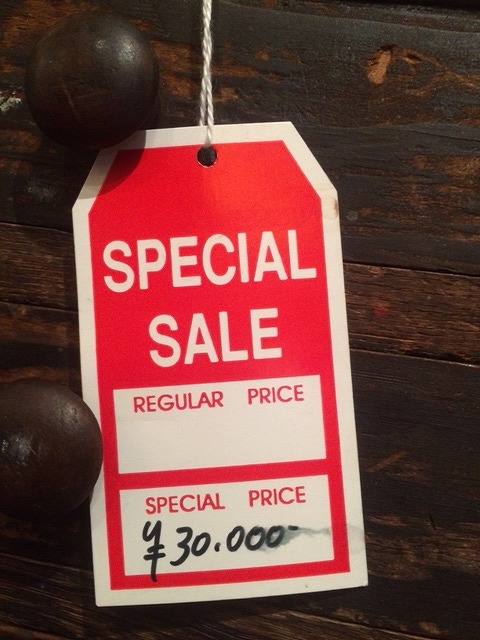 SPECIAL
SALE
REGULAR PRICE
SPECIAL PRICE
¥30.000-